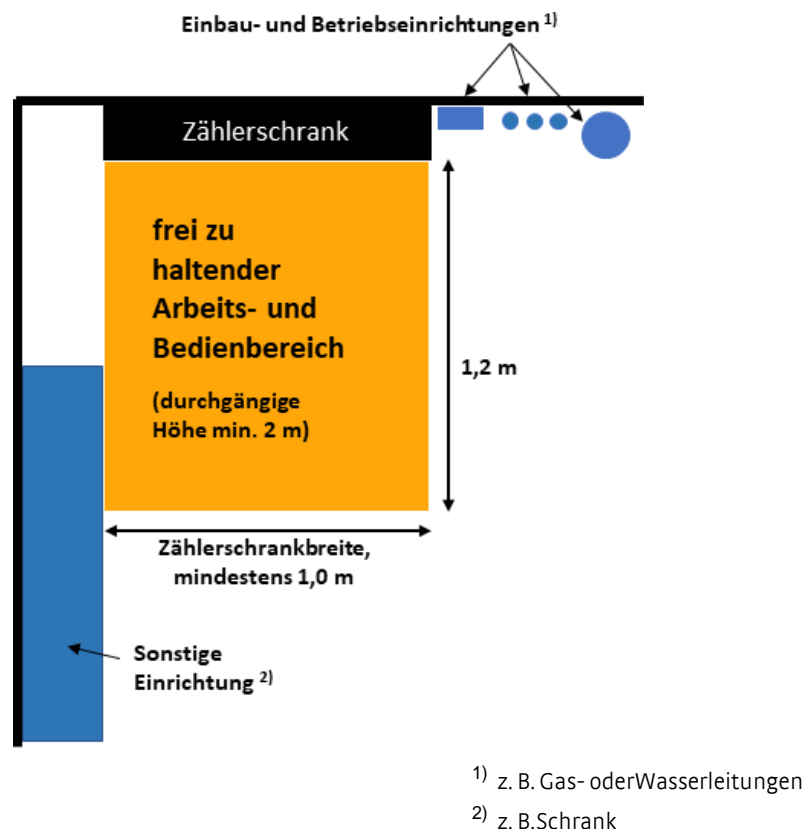 Einbau- und Betriebseinrichtungen 1)
Zählerschrank
frei zu
haltender
Arbeits- und
Bedienbereich
(durchgängige
Höhe min. 2 m)
1,2 m
Zählerschrankbreite,
mindestens 1,0 m
Sonstige
Einrichtung 2)
1) z. B. Gas- oderWasserleitungen
2) z. B.Schrank